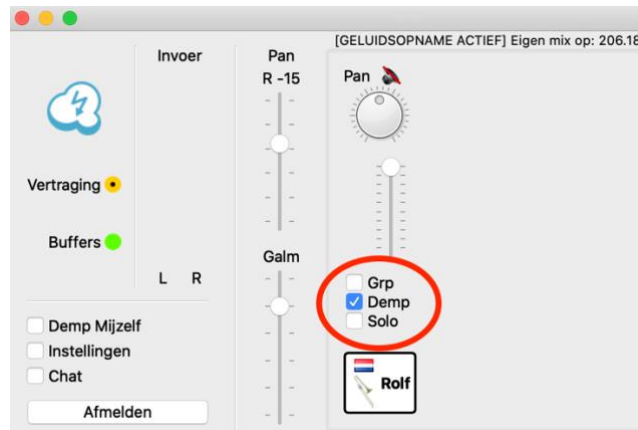 [GELUIDSOPNAME ACTIEF] Eigen mix op: 206.18
Invoer
Pan
R -15
Pan
Vertraging
Buffers
L R
Galm
Grp
Demp
Solo
Demp Mijzelf
Instellingen
Chat
Rolf
Afmelden